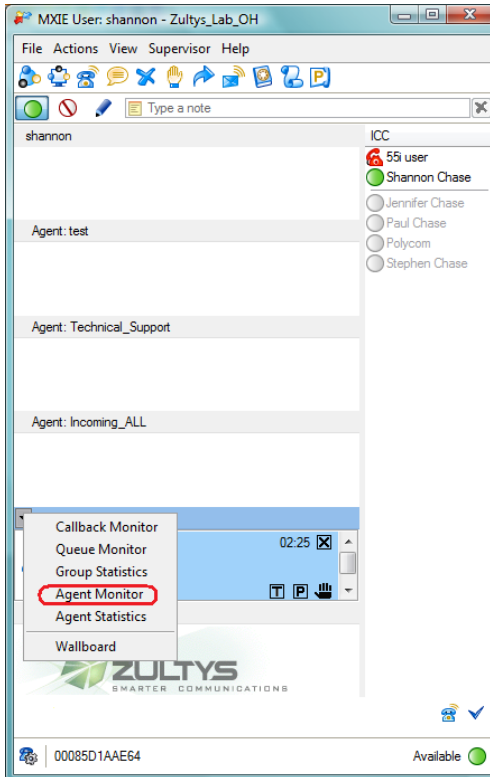 MXIE User: shannon - Zultys_Lab_OH
File Actions View Supervisor Help
Type a note
shannon
ICC
55i user
Shannon Chase
Jennifer Chase
Paul Chase
Polycom
Stephen Chase
Agent: test
Agent: Technical_Support
Agent: Incoming_ALL
Callback Monitor
Queue Monitor
Group Statistics
Agent Monitor
Agent Statistics
Wallboard
02:25
T P
ZULTYS
SMARTER COMMUNICATIONS
00085D1AAE64
Available